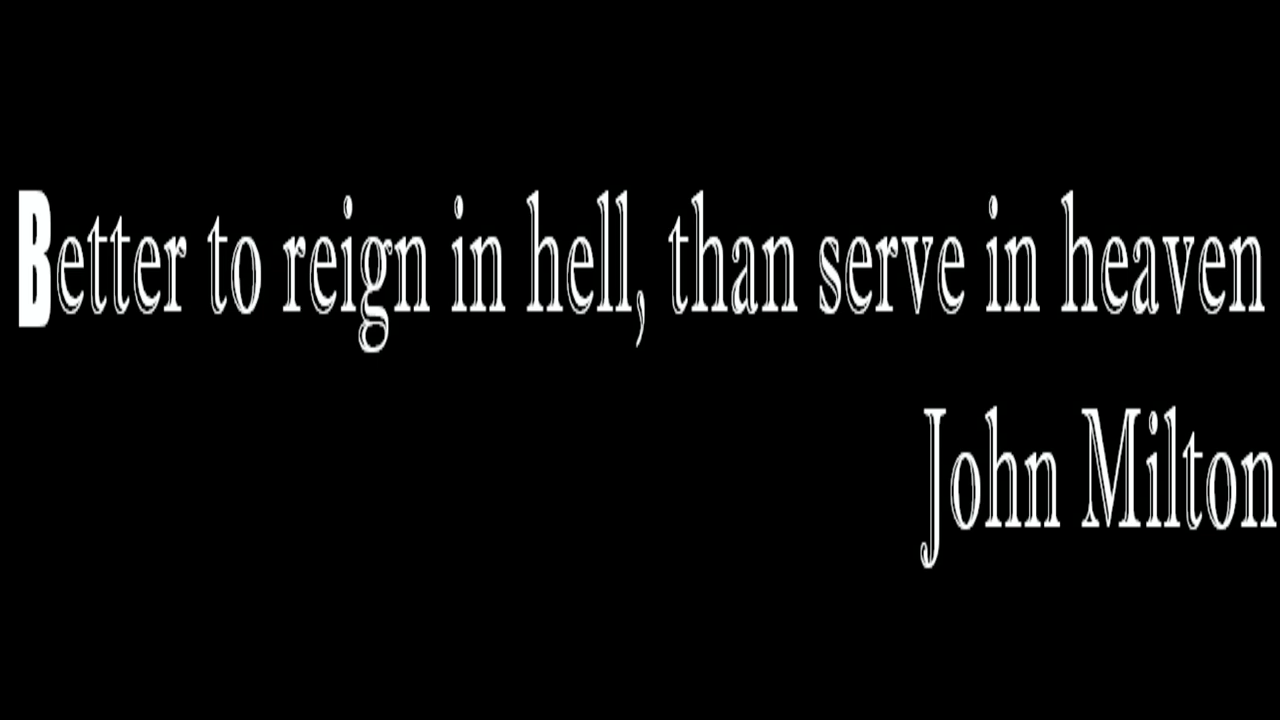 Better to reign in hell, than serve in heaven
John Milton